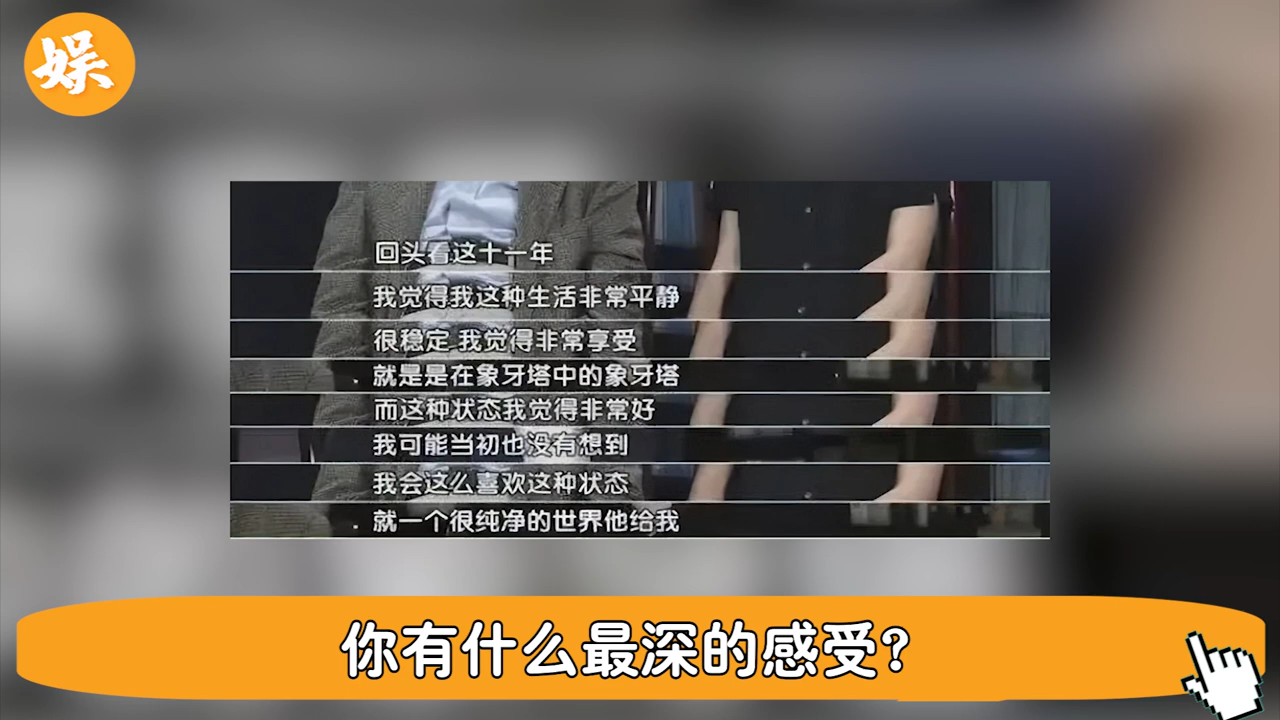 娱
回头看这十一年
我觉得我这种生活非常平静
很稳定 我觉得非常享受
就是是在象牙塔中的象牙塔
而这种状态我觉得非常好
我可能当初也没有想到
我会这么喜欢这种状态
就一个很纯净的世界他给我
你有什么最深的感受?